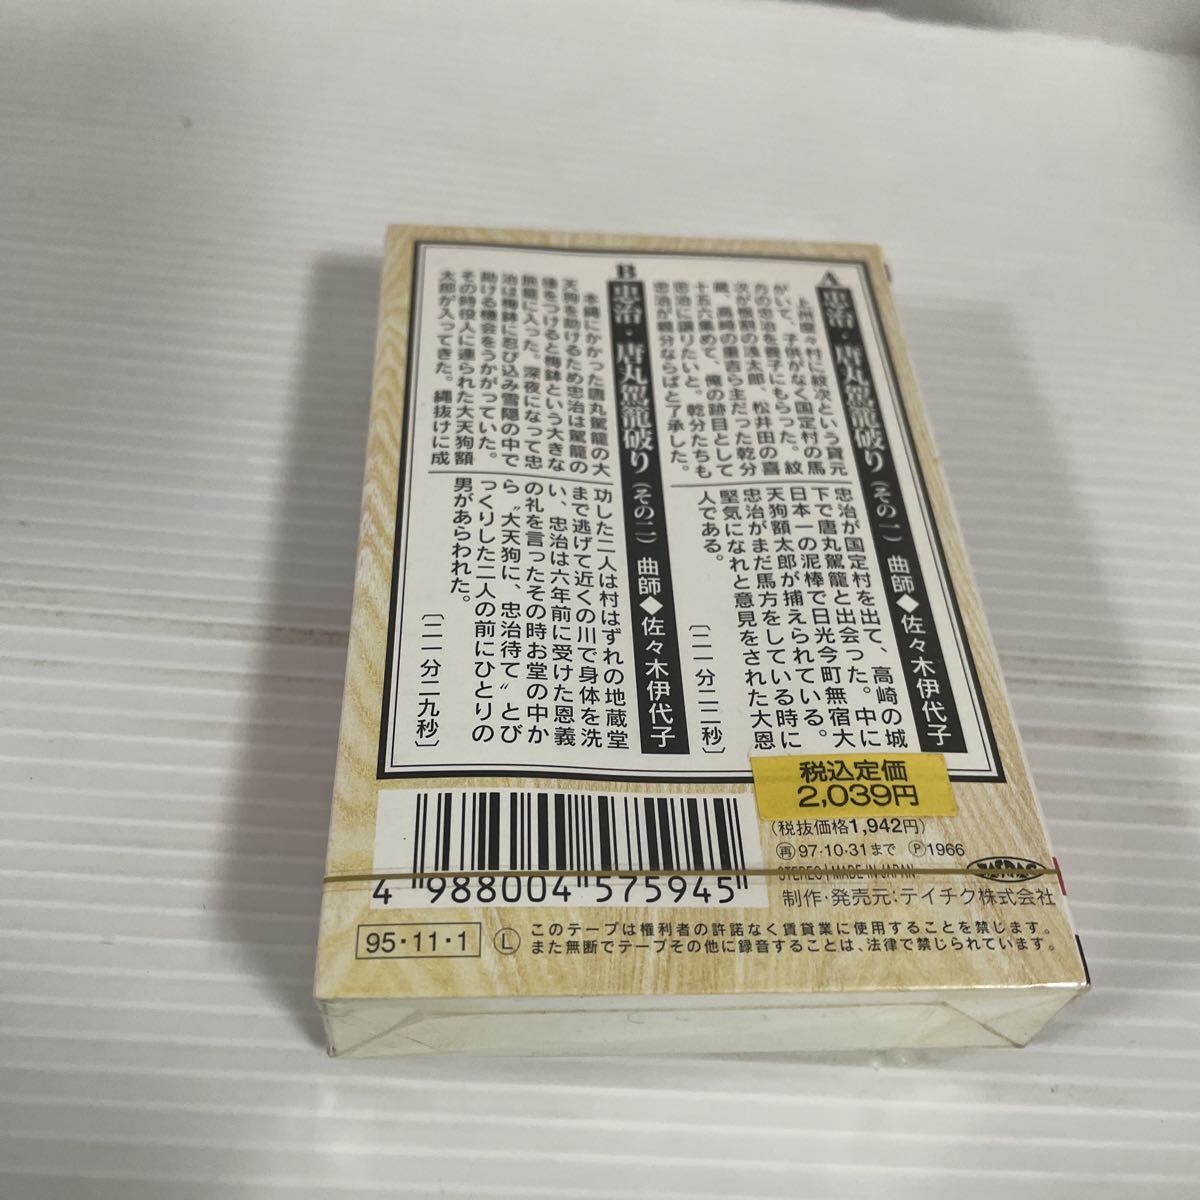 A 忠治・唐丸駕籠破り(その一) 曲師◆佐々木伊代子
上州慶々村に紋次という貸元
がいて、子供がなく国定村の馬
方の忠治を養子にもらった。紋
次が根割の浅太郎、松井田の喜
蔵、高崎の重吉ら主だった乾分
十五六集めて、俺の跡目として
忠治に譲りたいと。乾分たちも
忠治が親分ならばと了承した。
忠治が国定村を出て、高崎の城
下で唐丸駕籠と出会った。中に
日本一の泥棒で日光今町無宿大
天狗額太郎が捕えられている。
忠治がまだ馬方をしている時に
堅気になれと意見をされた大恩
人である。
〔二一分二二秒〕
B 忠治・唐丸駕籠破り(その二) 曲師◆佐々木伊代子
本縄にかかった唐丸駕籠の大
天狗を助けるため忠治は駕籠の
後をつけると梅鉢という大きな
旅籠に入った。深夜になって忠
治は梅鉢に忍び込み雪隠の中で
助ける機会をうかがっていた。
その時役人に連られた大天狗額
太郎が入ってきた。縄抜けに成
功した二人は村はずれの地蔵堂
まで逃げて近くの川で身体を洗
い、忠治は六年前に受けた恩義
の礼を言ったその時お堂の中か
ら〝大天狗に、忠治待て〟とび
っくりした二人の前にひとりの
男があらわれた。
〔二一分二九秒〕
税込定価
2,039円
(税抜価格1,942円)
再97・10・31まで Ⓟ1966
STEREO | MADE IN JAPAN
JASRAC
制作・発売元:テイチク株式会社
4 988004 575945
95・11・1
Ⓛ このテープは権利者の許諾なく賃貸業に使用することを禁じます。
また無断でテープその他に録音することは、法律で禁じられています。